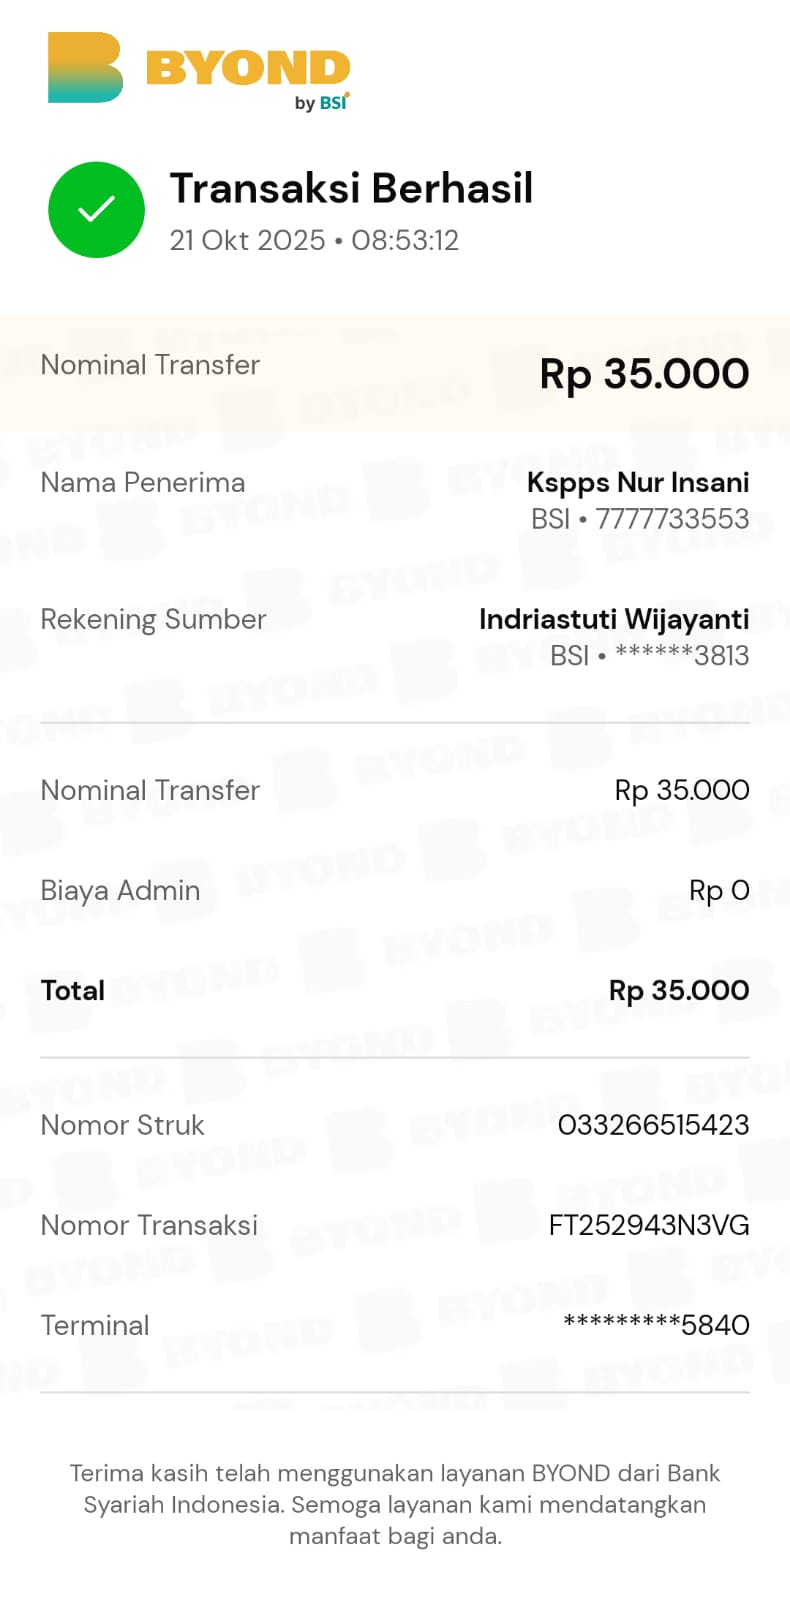 BYOND
by BSI
Transaksi Berhasil
21 Okt 2025 • 08:53:12
Nominal Transfer
Rp 35.000
Nama Penerima
Kspps Nur Insani
BSI • 7777733553
Rekening Sumber
Indriastuti Wijayanti
BSI • ******3813
Nominal Transfer
Rp 35.000
Biaya Admin
Rp 0
Total
Rp 35.000
Nomor Struk
033266515423
Nomor Transaksi
FT252943N3VG
Terminal
*********5840
Terima kasih telah menggunakan layanan BYOND dari Bank
Syariah Indonesia. Semoga layanan kami mendatangkan
manfaat bagi anda.